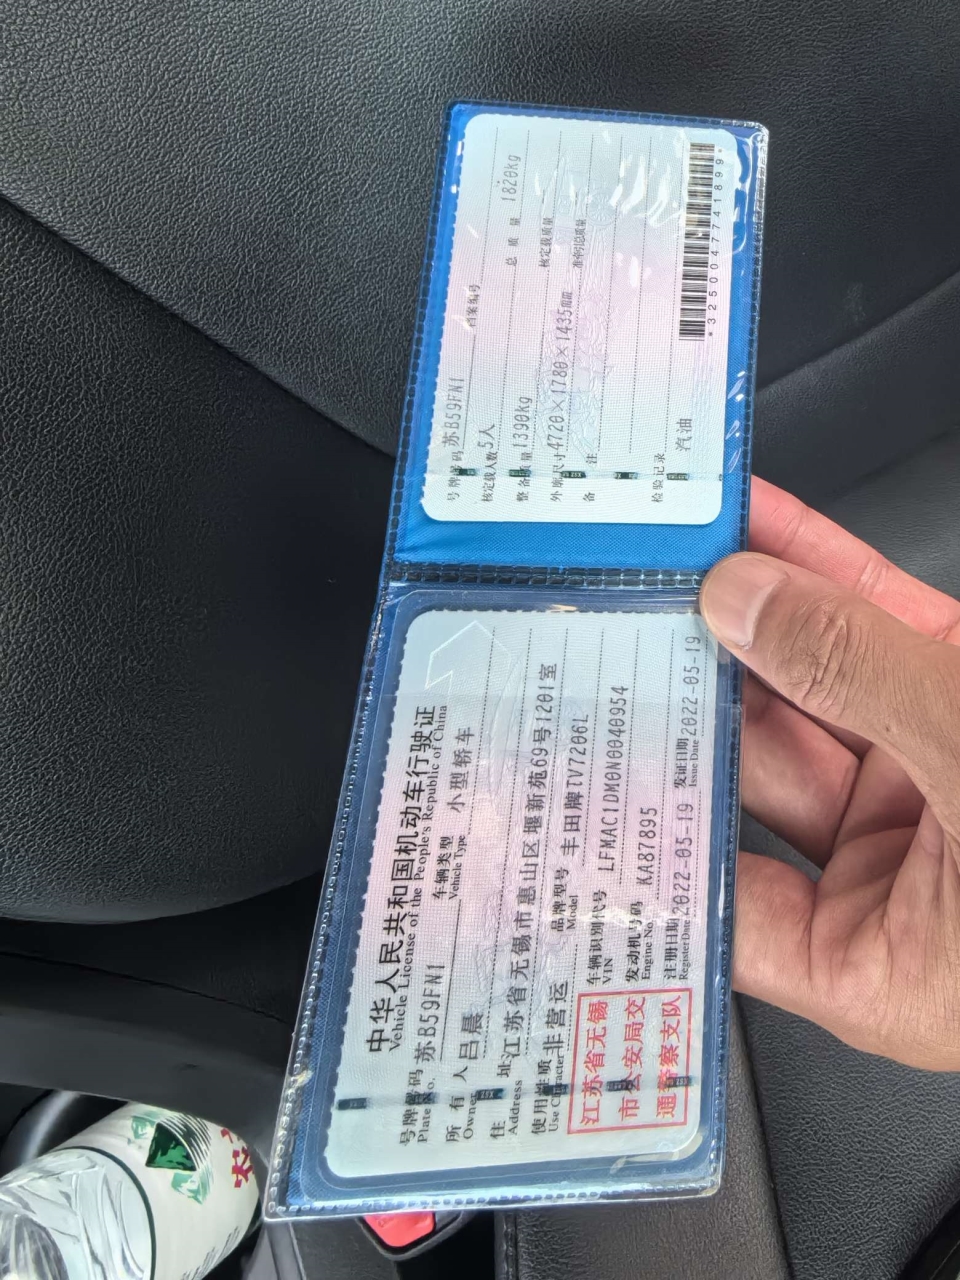 中华人民共和国机动车行驶证
Vehicle License of the People's Republic of China
号牌号码 苏B59FN1 车辆类型 小型轿车
Plate No. Vehicle Type
所有人 吕晨
Owner
住址 江苏省无锡市惠山区堰新苑69号1201室
Address
使用性质 非营运 品牌型号 丰田牌TV7206L
Use Character Model
江苏省无锡
市公安局交
通警察支队
车辆识别代号 LFMAC1DM0N0040954
VIN
发动机号码 KA87895
Engine No.
注册日期 2022-05-19 发证日期 2022-05-19
Register Date Issue Date
号牌号码 苏B59FN1 档案编号
核定载人数 5人 总质量 1820kg
整备质量 1390kg 核定载质量
外廓尺寸 4720×1780×1435mm 准牵引总质量
备注
检验记录 汽油
*3250047741899*